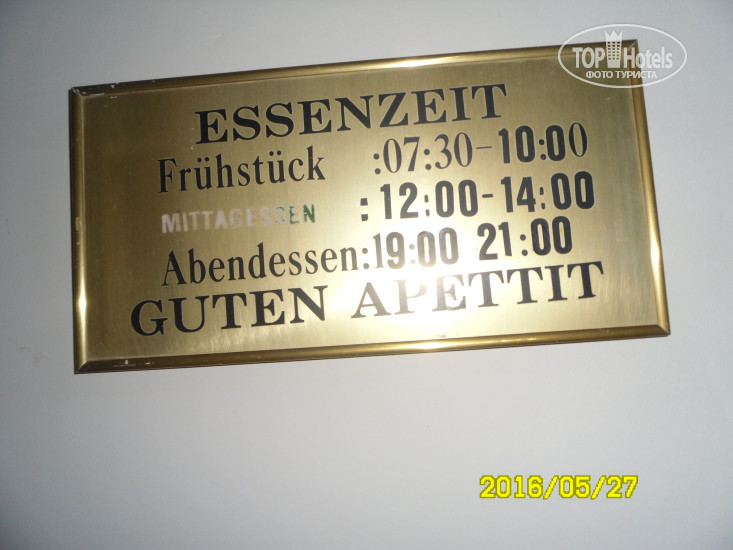 TOP Hotels
ФОТО ТУРИСТА
ESSENZEIT
Frühstück :07:30-10:00
MITTAGESSEN : 12:00-14:00
Abendessen:19:00 21:00
GUTEN APETTIT
2016/05/27